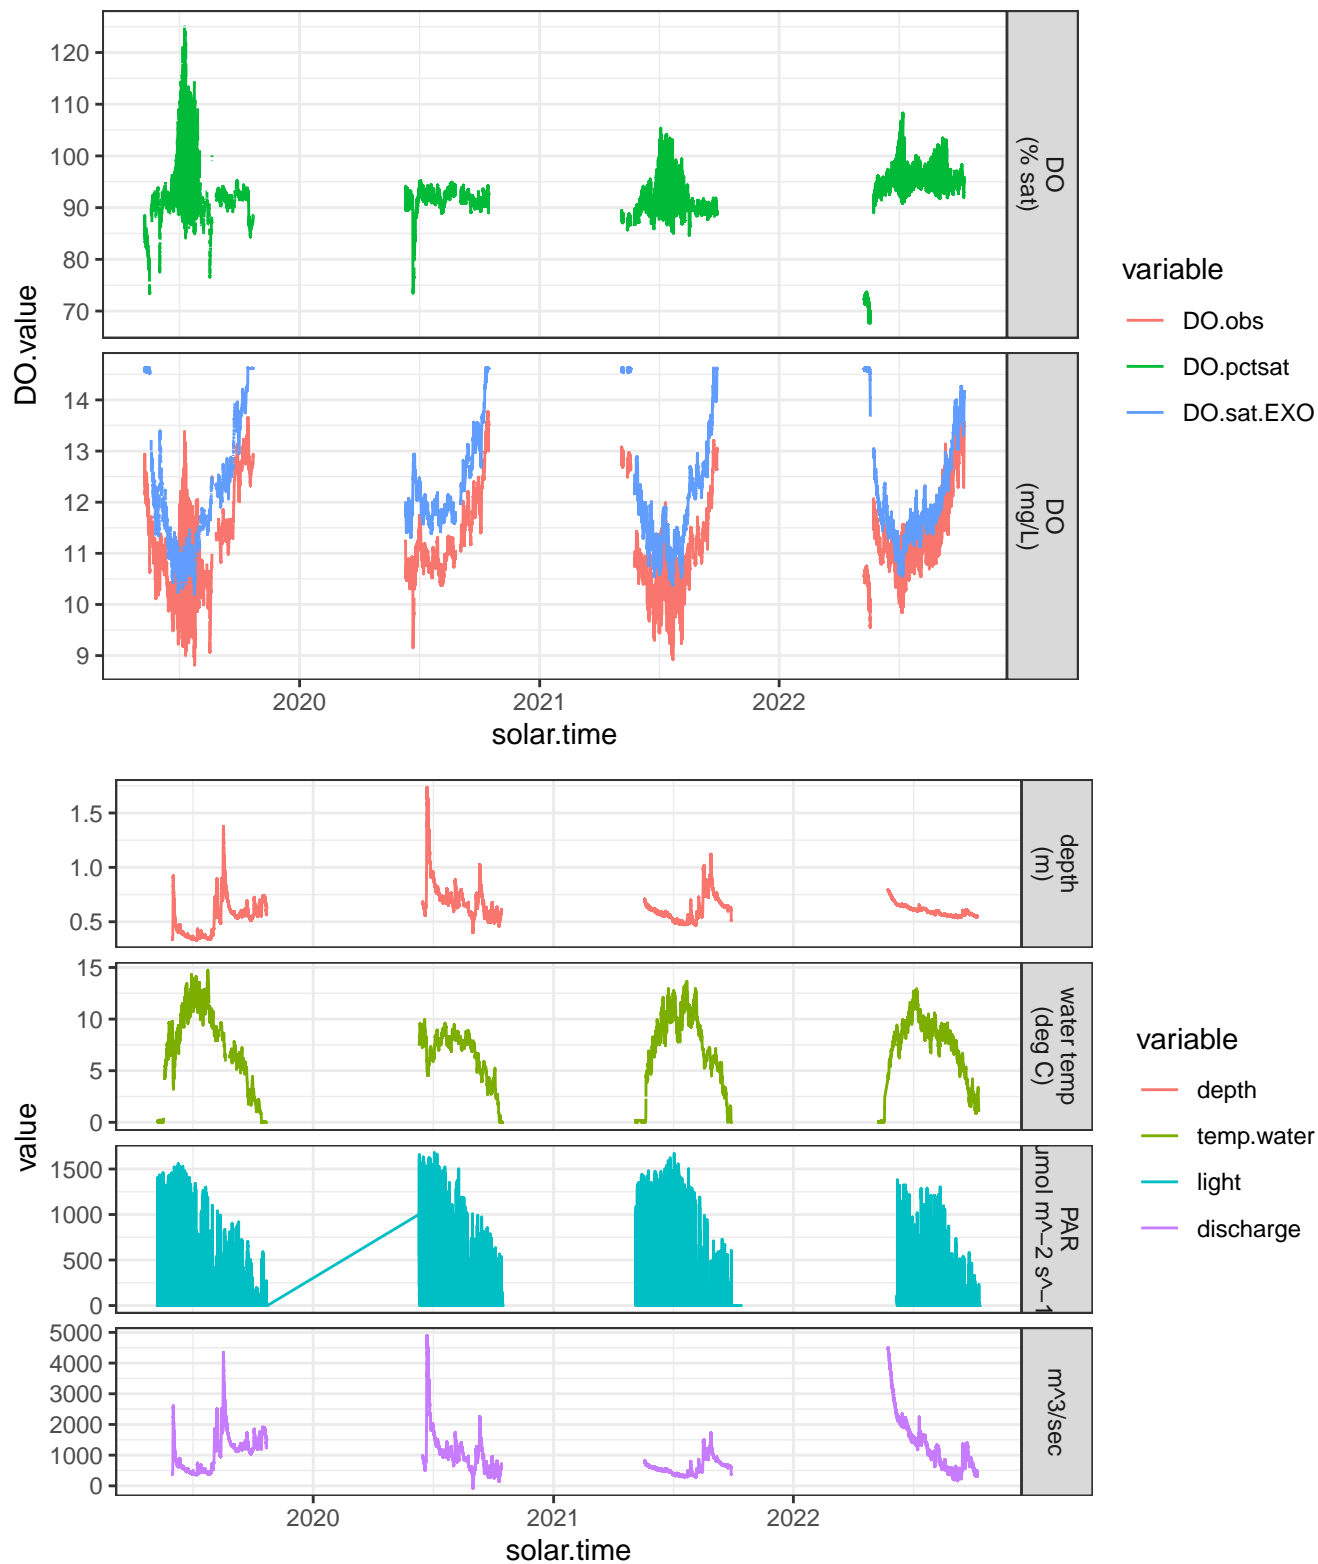 DO.value
120
110
100
90
80
70
DO
(% sat)
14
13
12
11
10
9
DO
(mg/L)
2020
2021
2022
solar.time
variable
DO.obs
DO.pctsat
DO.sat.EXO
value
1.5
1.0
0.5
depth
(m)
15
10
5
0
water temp
(deg C)
1500
1000
500
0
PAR
umol m^-2 s^-1
5000
4000
3000
2000
1000
0
m^3/sec
2020
2021
2022
solar.time
variable
depth
temp.water
light
discharge